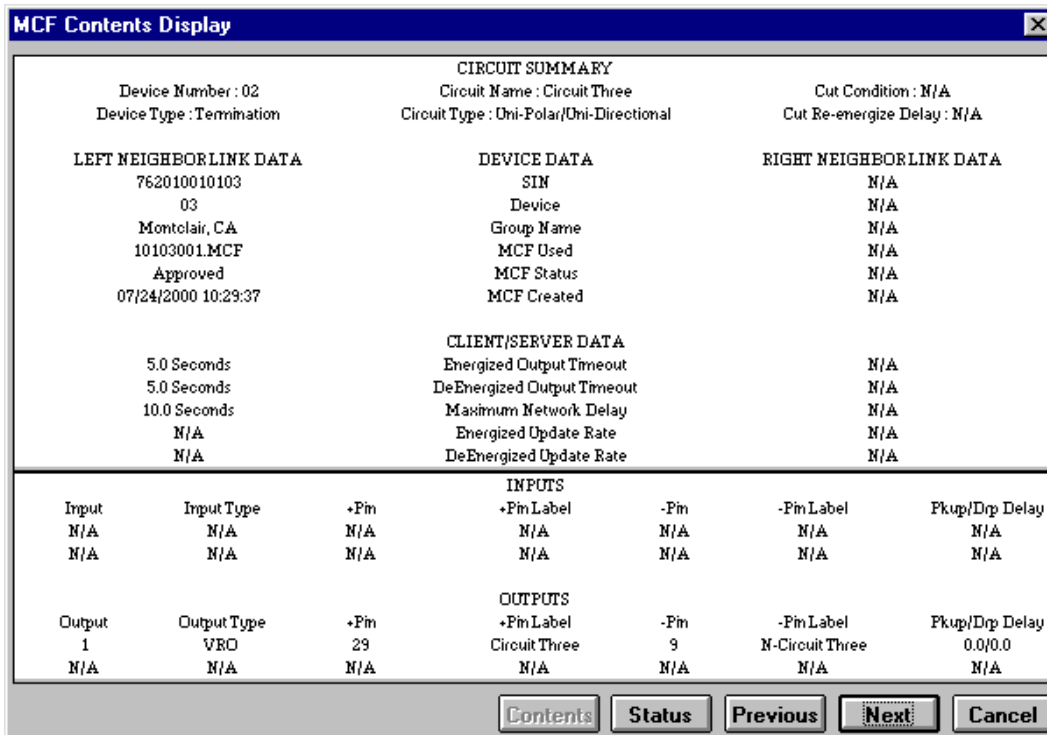 MCF Contents Display
CIRCUIT SUMMARY
Device Number : 02 Circuit Name : Circuit Three Cut Condition : N/A
Device Type : Termination Circuit Type : Uni-Polar/Uni-Directional Cut Re-energize Delay : N/A
LEFT NEIGHBOR LINK DATA DEVICE DATA RIGHT NEIGHBOR LINK DATA
762010010103 SIN N/A
03 Device N/A
Montclair, CA Group Name N/A
10103001.MCF MCF Used N/A
Approved MCF Status N/A
07/24/2000 10:29:37 MCF Created N/A
CLIENT/SERVER DATA
5.0 Seconds Energized Output Timeout N/A
5.0 Seconds DeEnergized Output Timeout N/A
10.0 Seconds Maximum Network Delay N/A
N/A Energized Update Rate N/A
N/A DeEnergized Update Rate N/A
INPUTS
Input Input Type +Pin +Pin Label -Pin -Pin Label Pkup/Drp Delay
N/A N/A N/A N/A N/A N/A N/A
N/A N/A N/A N/A N/A N/A N/A
OUTPUTS
Output Output Type +Pin +Pin Label -Pin -Pin Label Pkup/Drp Delay
1 VRO 29 Circuit Three 9 N-Circuit Three 0.0/0.0
N/A N/A N/A N/A N/A N/A N/A
Contents Status Previous Next Cancel